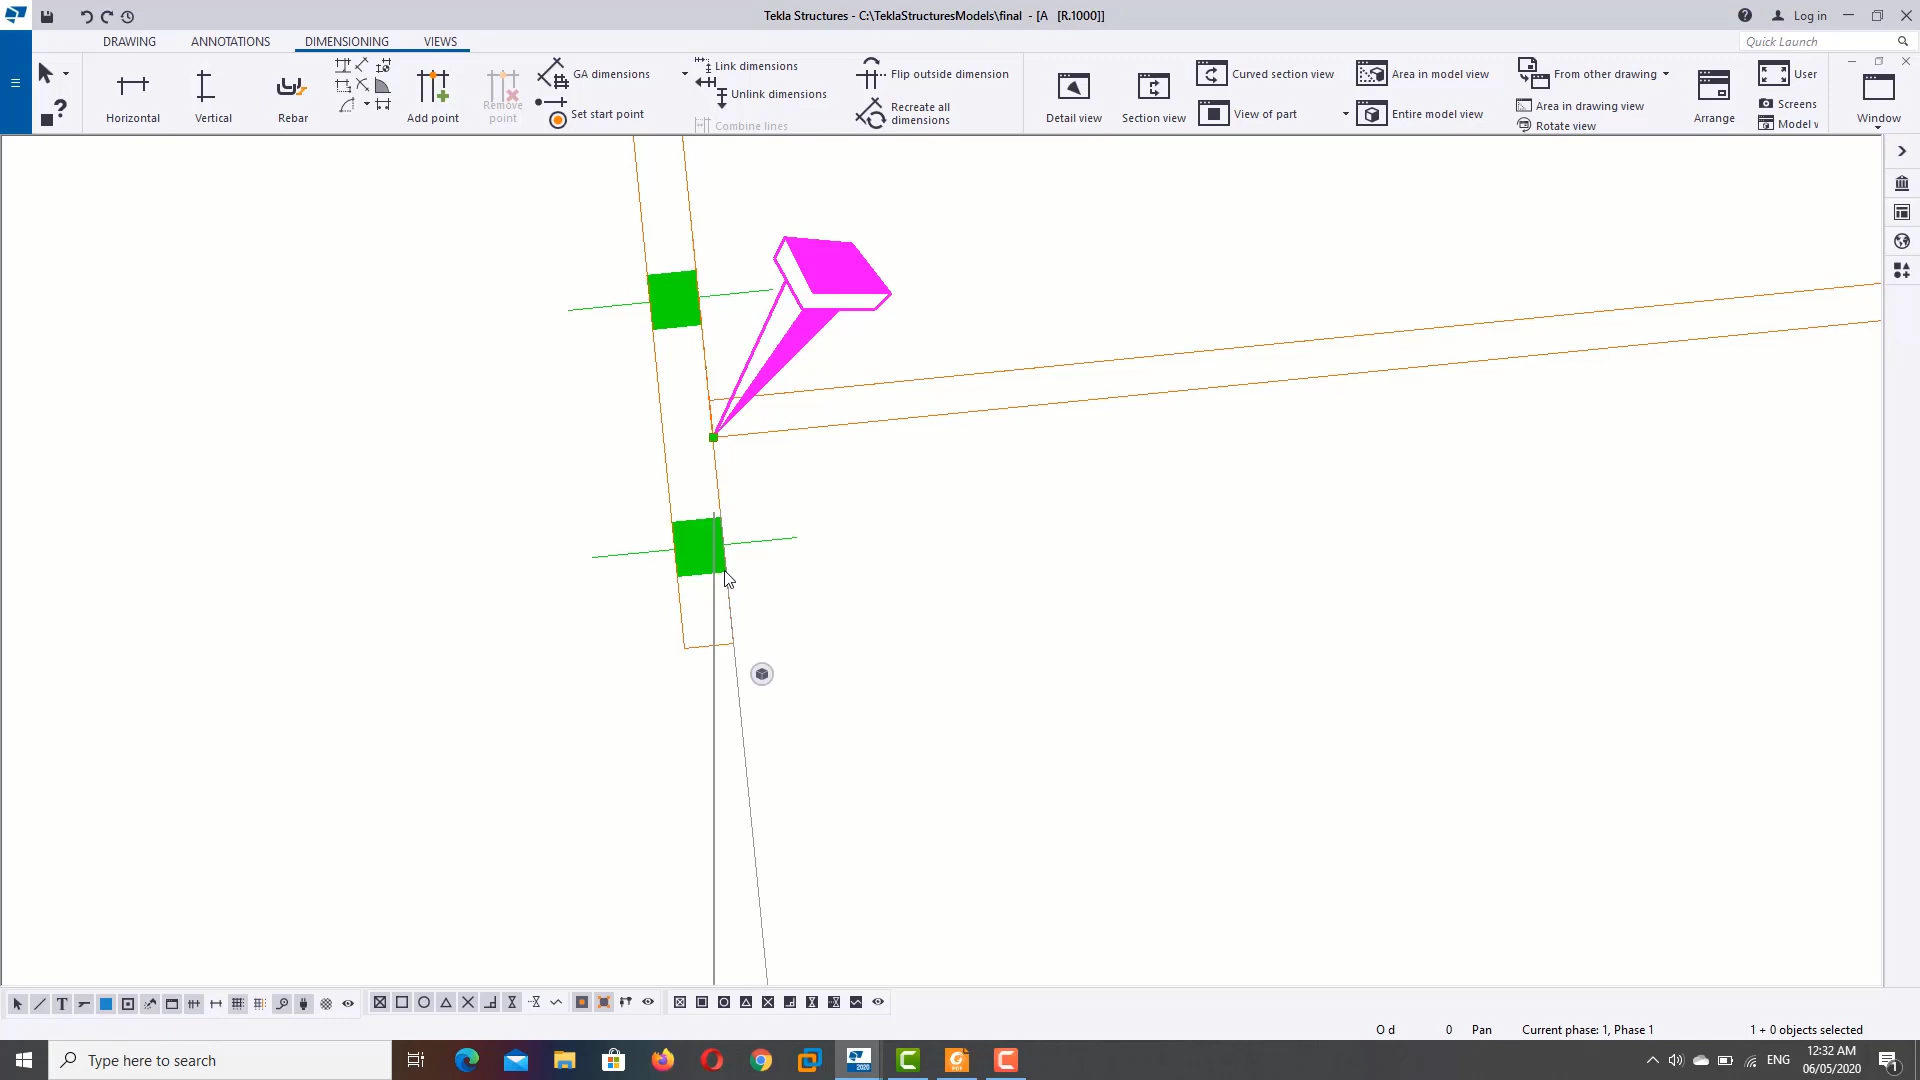 Tekla Structures - C:\TeklaStructuresModels\final - [A [R.1000]]
Log in
DRAWING ANNOTATIONS DIMENSIONING VIEWS
Quick Launch
Horizontal
Vertical
Rebar
Add point
Remove
point
GA dimensions
Set start point
Link dimensions
Unlink dimensions
Combine lines
Flip outside dimension
Recreate all
dimensions
Detail view
Section view
Curved section view
View of part
Area in model view
Entire model view
From other drawing
Area in drawing view
Rotate view
Arrange
User
Screens
Model v
Window
O d 0 Pan Current phase: 1, Phase 1 1 + 0 objects selected
Type here to search
2020
ENG
12:32 AM
06/05/2020
1